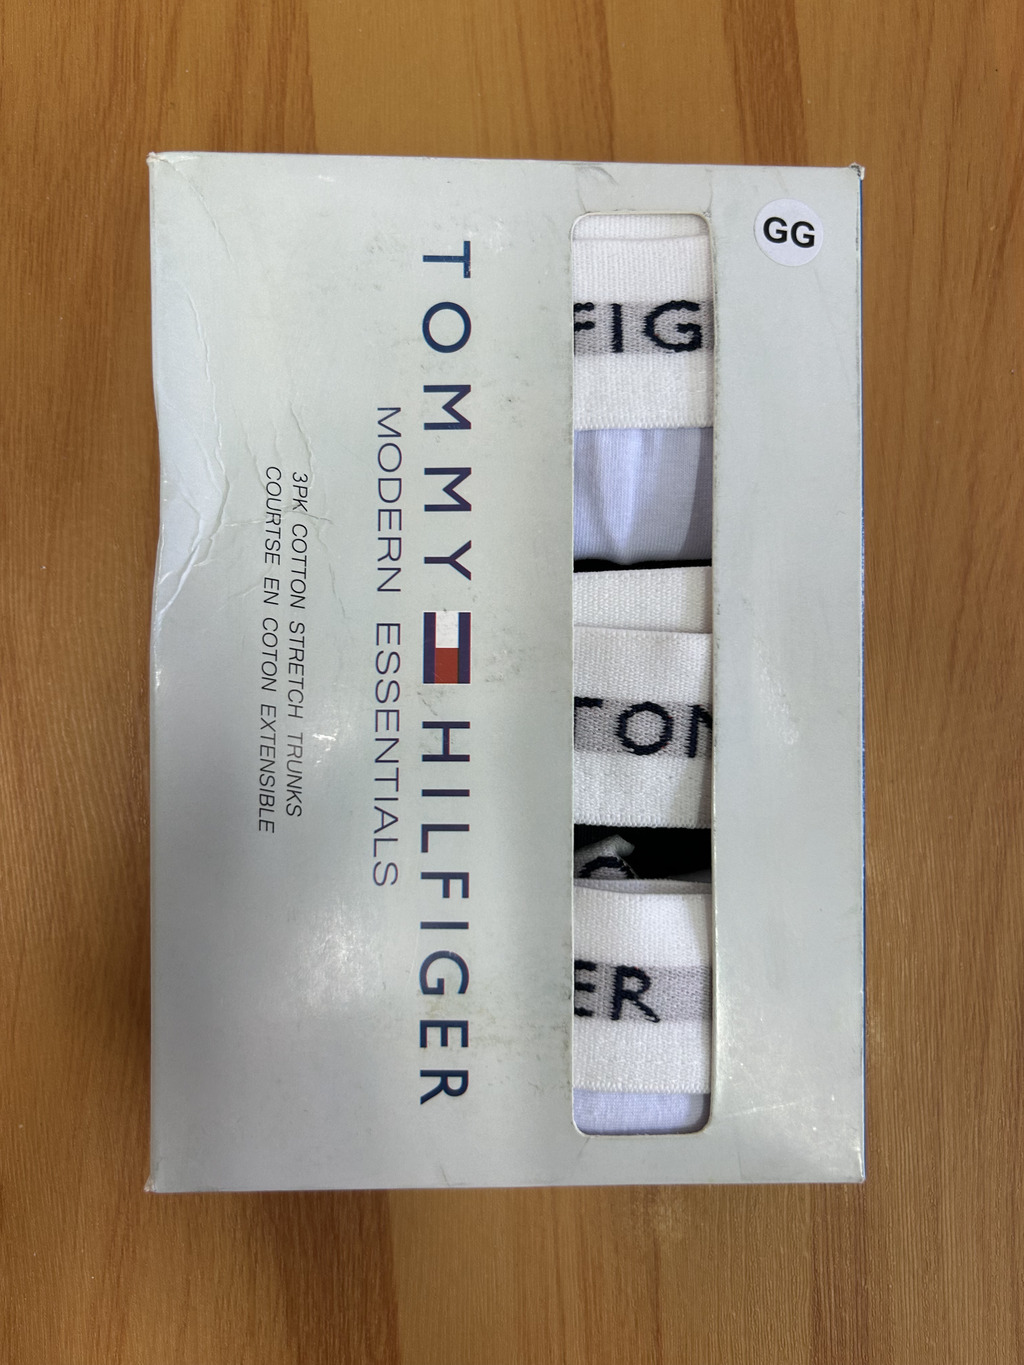 GG
FIG
TON
ER
TOMMY HILFIGER
MODERN ESSENTIALS
3PK COTTON STRETCH TRUNKS
COURTSE EN COTON EXTENSIBLE